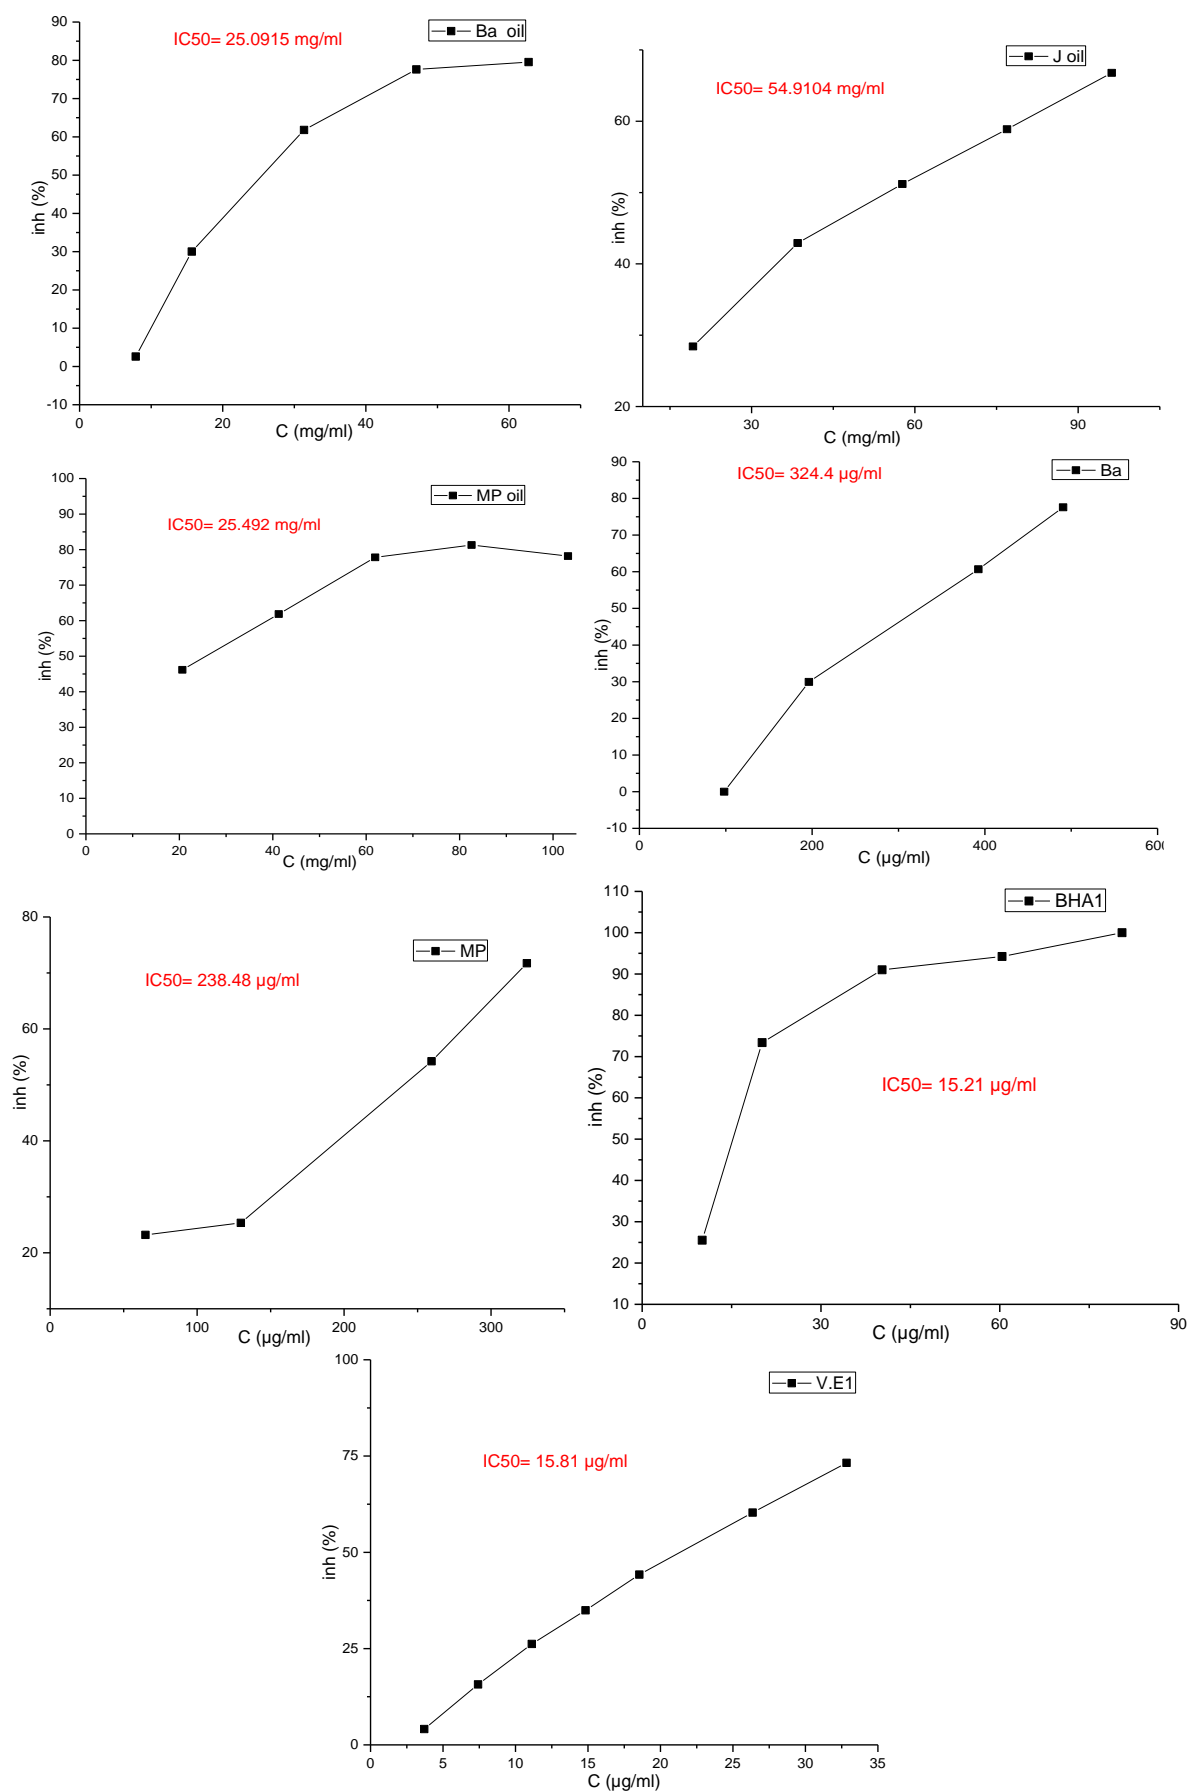 Ba oil
IC50= 25.0915 mg/ml
90
80
70
60
50
40
30
20
10
0
-10
inh (%)
0 20 40 60
C (mg/ml)
J oil
IC50= 54.9104 mg/ml
60
40
20
inh (%)
30 60 90
C (mg/ml)
MP oil
IC50= 25.492 mg/ml
100
90
80
70
60
50
40
30
20
10
0
inh (%)
0 20 40 60 80 100
C (mg/ml)
Ba
IC50= 324.4 µg/ml
90
80
70
60
50
40
30
20
10
0
-10
inh (%)
200 400 600
C (µg/ml)
MP
IC50= 238.48 µg/ml
80
60
40
20
inh (%)
0 100 200 300
C (µg/ml)
BHA1
IC50= 15.21 µg/ml
110
100
90
80
70
60
50
40
30
20
10
inh (%)
0 30 60 90
C (µg/ml)
V.E1
IC50= 15.81 µg/ml
100
75
50
25
0
inh (%)
0 5 10 15 20 25 30 35
C (µg/ml)